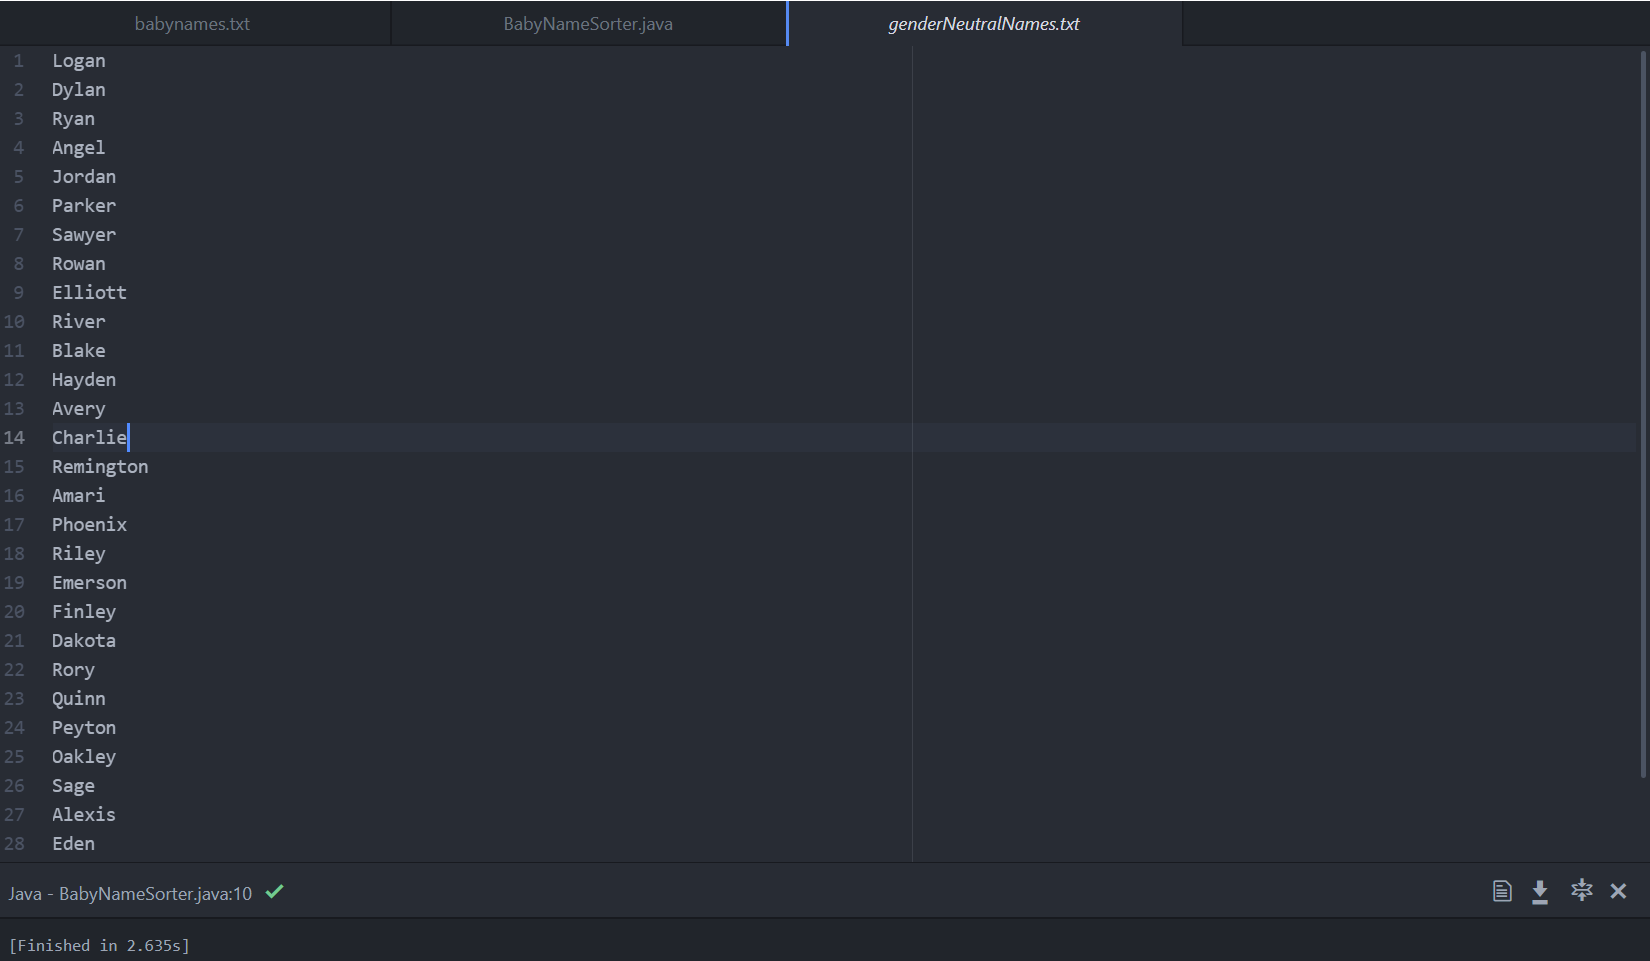 babynames.txt BabyNameSorter.java genderNeutralNames.txt
1 Logan
2 Dylan
3 Ryan
4 Angel
5 Jordan
6 Parker
7 Sawyer
8 Rowan
9 Elliott
10 River
11 Blake
12 Hayden
13 Avery
14 Charlie
15 Remington
16 Amari
17 Phoenix
18 Riley
19 Emerson
20 Finley
21 Dakota
22 Rory
23 Quinn
24 Peyton
25 Oakley
26 Sage
27 Alexis
28 Eden
Java - BabyNameSorter.java:10
[Finished in 2.635s]